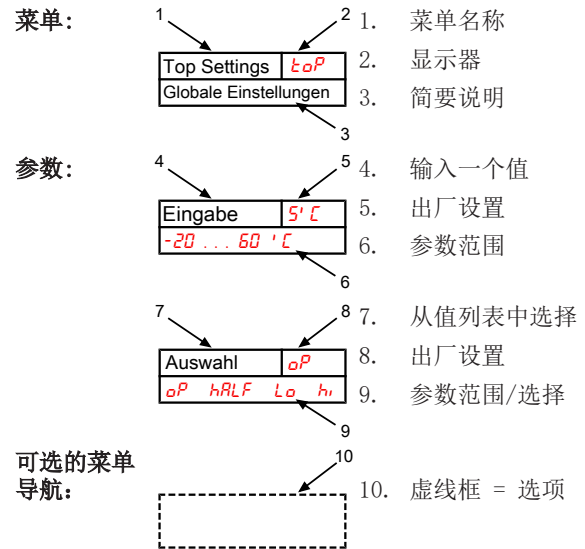 菜单:
1
2
Top Settings toP
Globale Einstellungen
3
1. 菜单名称
2. 显示器
3. 简要说明
参数:
4
5
Eingabe 5'C
-20 ... 60 'C
6
4. 输入一个值
5. 出厂设置
6. 参数范围
7
8
Auswahl oP
oP hALF Lo hi
9
7. 从值列表中选择
8. 出厂设置
9. 参数范围/选择
可选的菜单
导航:
10
10. 虚线框 = 选项